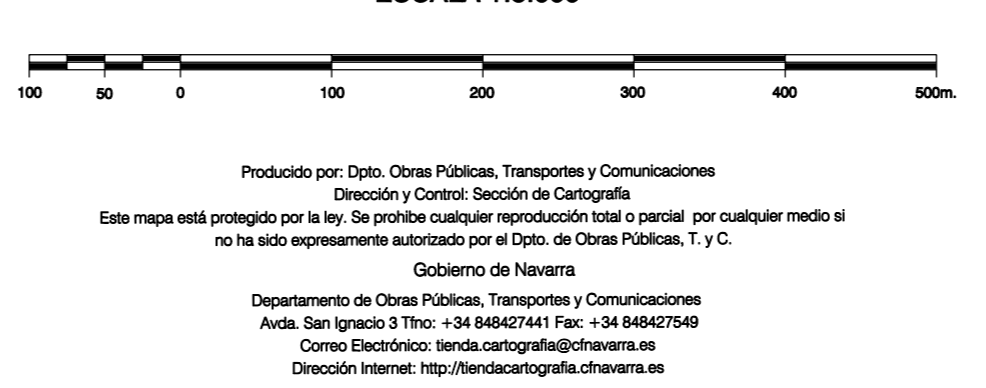 100 50 0 100 200 300 400 500m.
Producido por: Dpto. Obras Públicas, Transportes y Comunicaciones
Dirección y Control: Sección de Cartografía
Este mapa está protegido por la ley. Se prohibe cualquier reproducción total o parcial por cualquier medio si
no ha sido expresamente autorizado por el Dpto. de Obras Públicas, T. y C.
Gobierno de Navarra
Departamento de Obras Públicas, Transportes y Comunicaciones
Avda. San Ignacio 3 Tfno: +34 848427441 Fax: +34 848427549
Correo Electrónico: tienda.cartografia@cfnavarra.es
Dirección Internet: http://tiendacartografia.cfnavarra.es